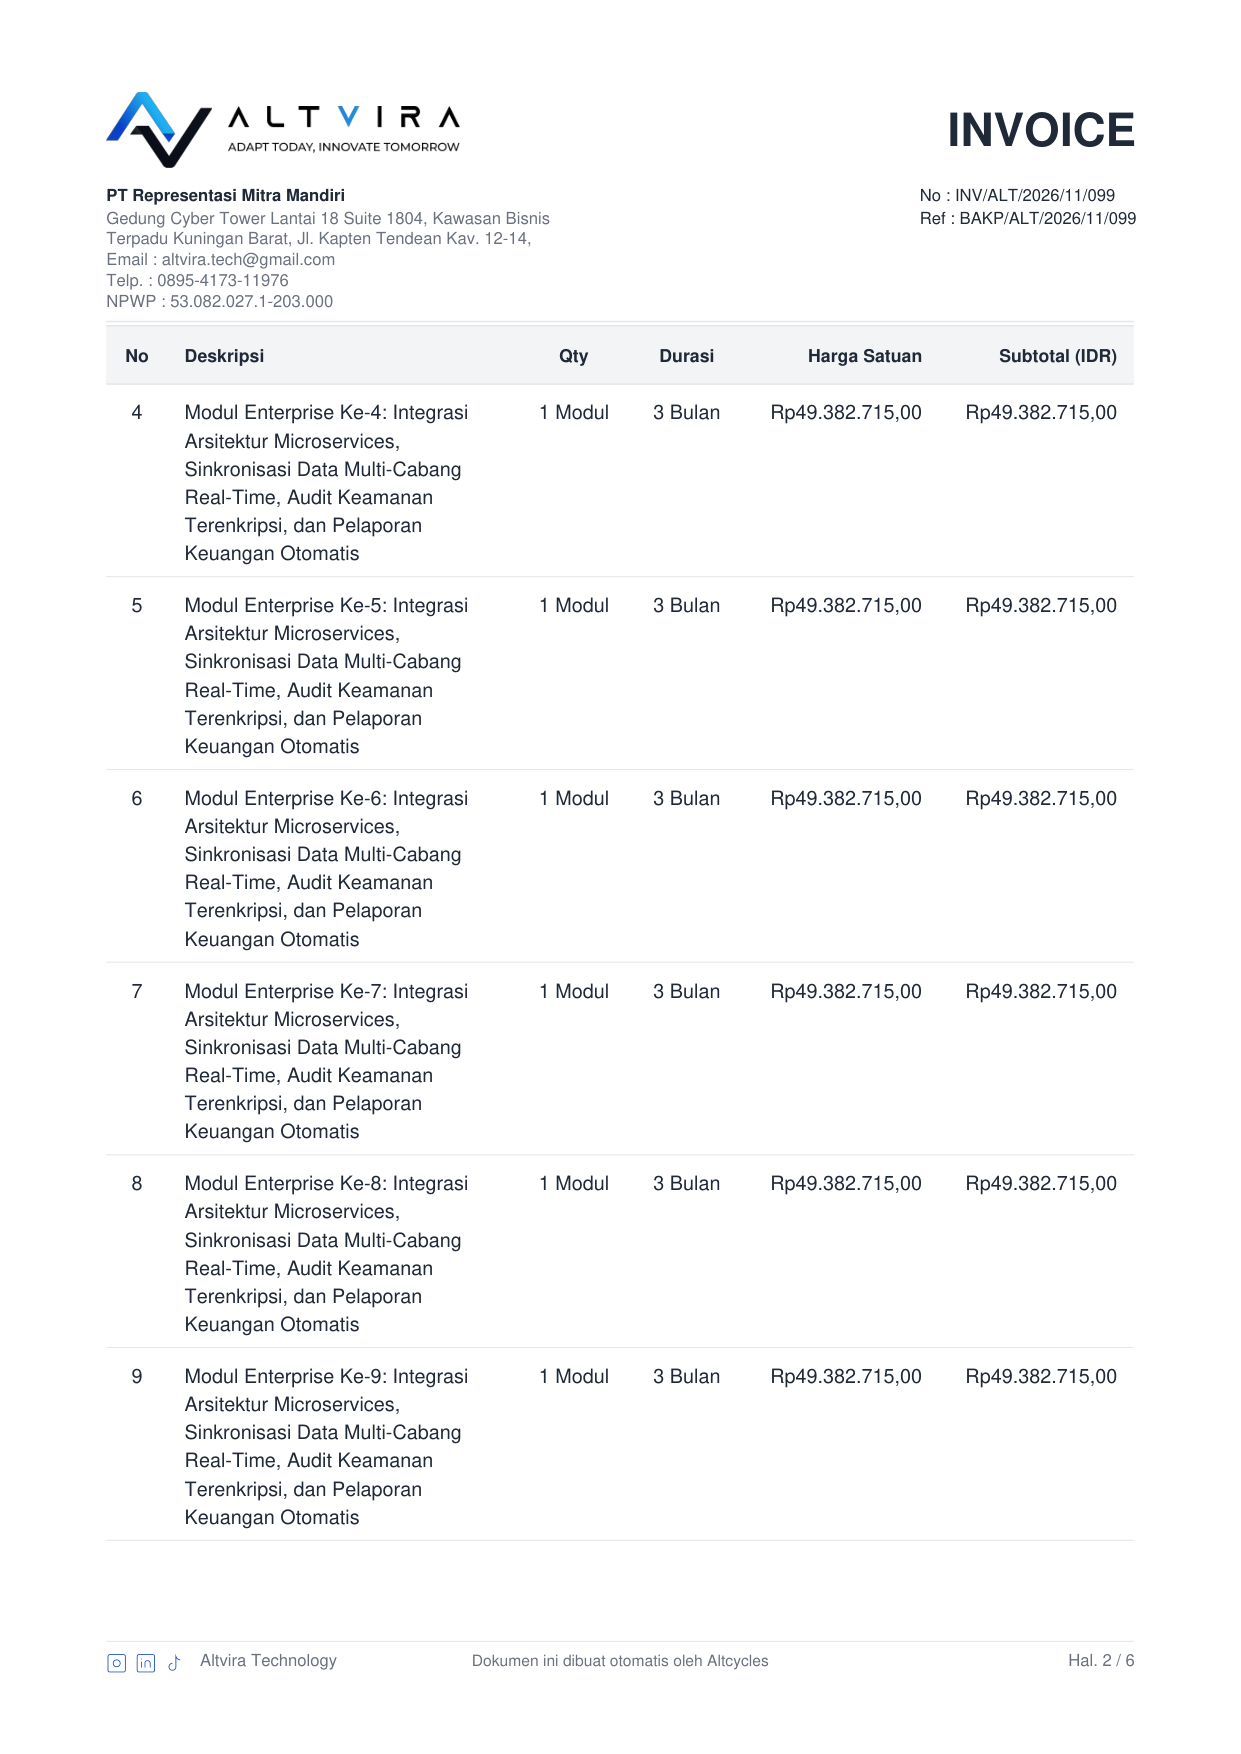 ALTVIRA
ADAPT TODAY, INNOVATE TOMORROW
INVOICE
PT Representasi Mitra Mandiri
Gedung Cyber Tower Lantai 18 Suite 1804, Kawasan Bisnis
Terpadu Kuningan Barat, Jl. Kapten Tendean Kav. 12-14,
Email : altvira.tech@gmail.com
Telp. : 0895-4173-11976
NPWP : 53.082.027.1-203.000
No : INV/ALT/2026/11/099
Ref : BAKP/ALT/2026/11/099
No Deskripsi Qty Durasi Harga Satuan Subtotal (IDR)
4 Modul Enterprise Ke-4: Integrasi 1 Modul 3 Bulan Rp49.382.715,00 Rp49.382.715,00
Arsitektur Microservices,
Sinkronisasi Data Multi-Cabang
Real-Time, Audit Keamanan
Terenkripsi, dan Pelaporan
Keuangan Otomatis
5 Modul Enterprise Ke-5: Integrasi 1 Modul 3 Bulan Rp49.382.715,00 Rp49.382.715,00
Arsitektur Microservices,
Sinkronisasi Data Multi-Cabang
Real-Time, Audit Keamanan
Terenkripsi, dan Pelaporan
Keuangan Otomatis
6 Modul Enterprise Ke-6: Integrasi 1 Modul 3 Bulan Rp49.382.715,00 Rp49.382.715,00
Arsitektur Microservices,
Sinkronisasi Data Multi-Cabang
Real-Time, Audit Keamanan
Terenkripsi, dan Pelaporan
Keuangan Otomatis
7 Modul Enterprise Ke-7: Integrasi 1 Modul 3 Bulan Rp49.382.715,00 Rp49.382.715,00
Arsitektur Microservices,
Sinkronisasi Data Multi-Cabang
Real-Time, Audit Keamanan
Terenkripsi, dan Pelaporan
Keuangan Otomatis
8 Modul Enterprise Ke-8: Integrasi 1 Modul 3 Bulan Rp49.382.715,00 Rp49.382.715,00
Arsitektur Microservices,
Sinkronisasi Data Multi-Cabang
Real-Time, Audit Keamanan
Terenkripsi, dan Pelaporan
Keuangan Otomatis
9 Modul Enterprise Ke-9: Integrasi 1 Modul 3 Bulan Rp49.382.715,00 Rp49.382.715,00
Arsitektur Microservices,
Sinkronisasi Data Multi-Cabang
Real-Time, Audit Keamanan
Terenkripsi, dan Pelaporan
Keuangan Otomatis
in Altvira Technology Dokumen ini dibuat otomatis oleh Altcycles Hal. 2 / 6